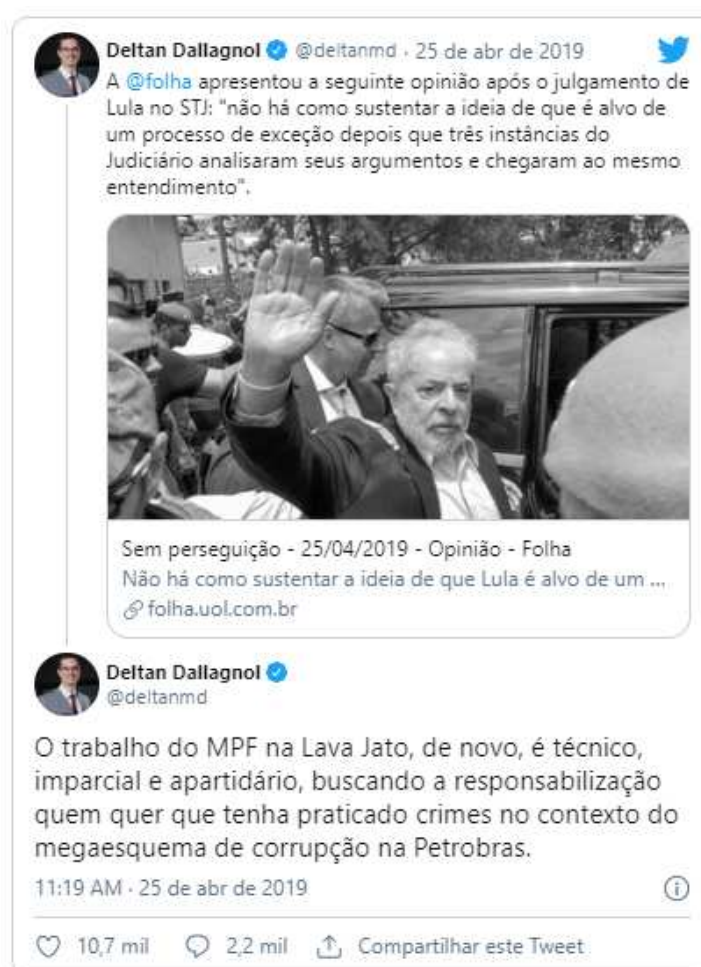 Deltan Dallagnol @deltanmd · 25 de abr de 2019
A @folha apresentou a seguinte opinião após o julgamento de
Lula no STJ: "não há como sustentar a ideia de que é alvo de
um processo de exceção depois que três instâncias do
Judiciário analisaram seus argumentos e chegaram ao mesmo
entendimento".
Sem perseguição - 25/04/2019 - Opinião - Folha
Não há como sustentar a ideia de que Lula é alvo de um ...
folha.uol.com.br
Deltan Dallagnol
@deltanmd
O trabalho do MPF na Lava Jato, de novo, é técnico,
imparcial e apartidário, buscando a responsabilização
quem quer que tenha praticado crimes no contexto do
megaesquema de corrupção na Petrobras.
11:19 AM · 25 de abr de 2019
10,7 mil 2,2 mil Compartilhar este Tweet